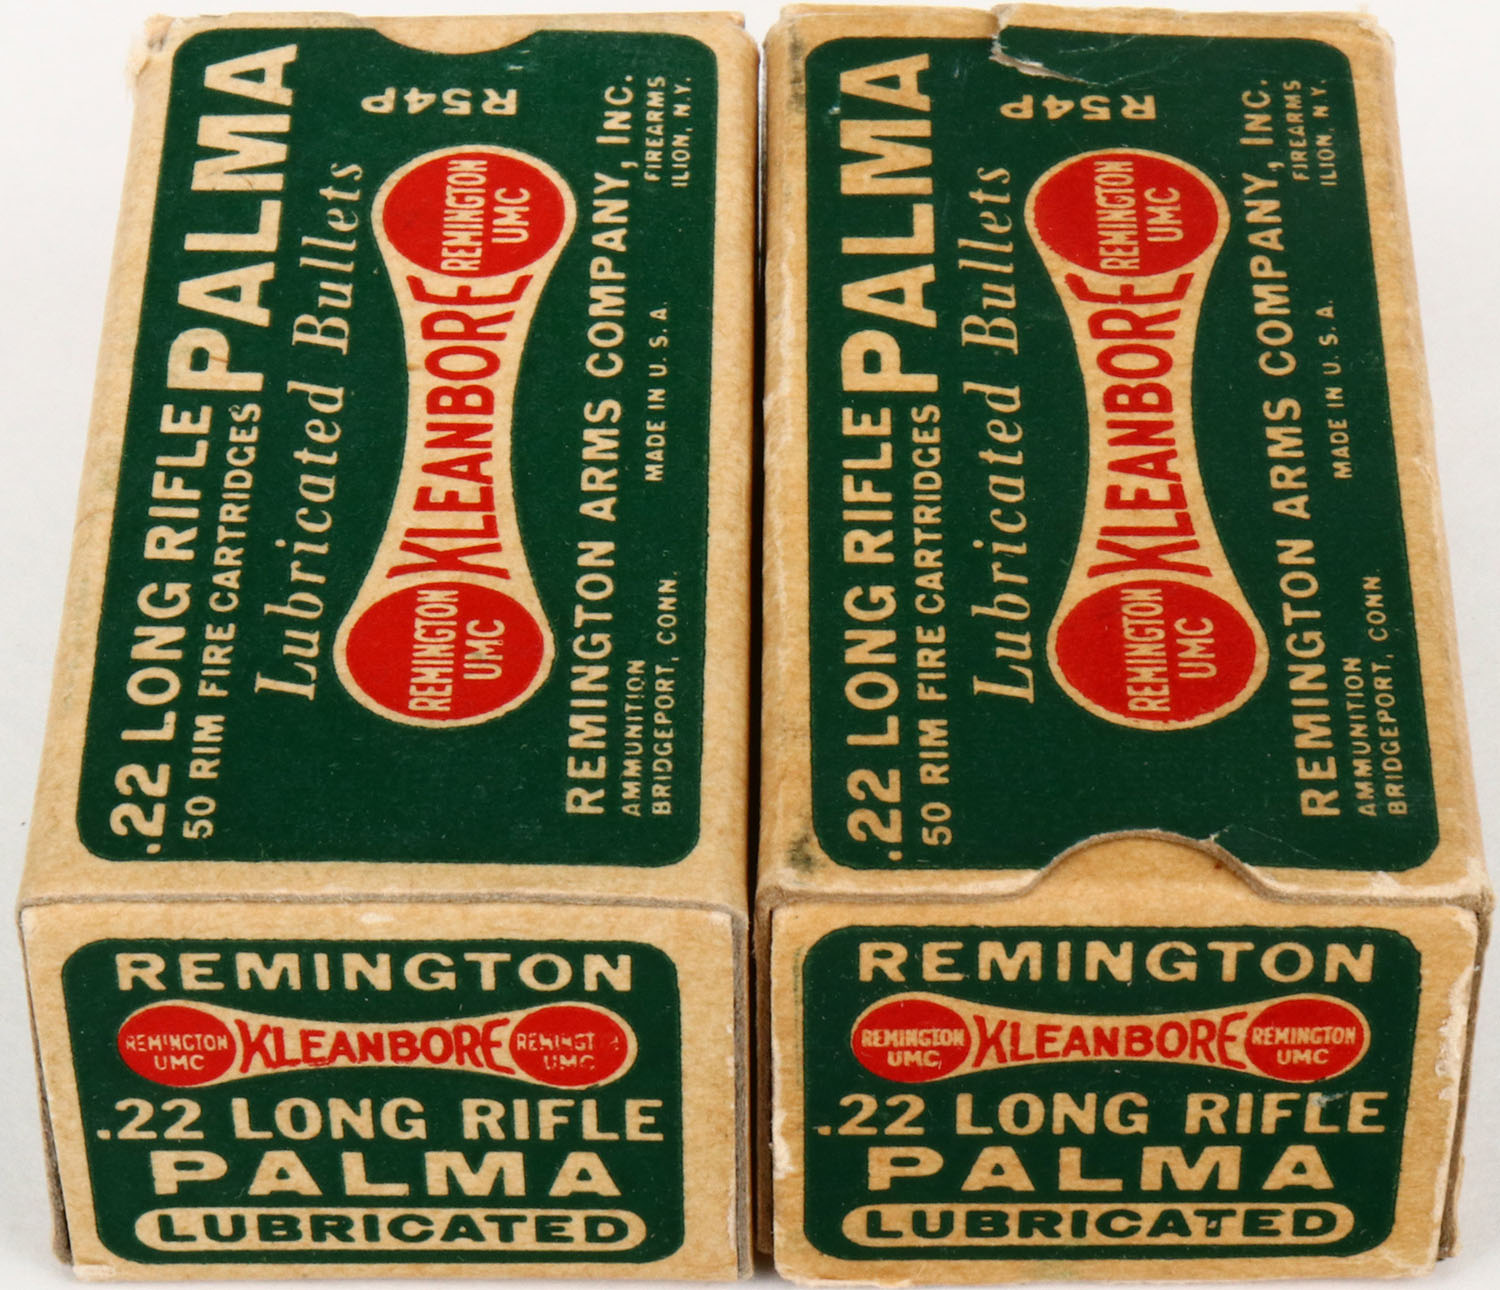 .22 LONG RIFLE PALMA
50 RIM FIRE CARTRIDGES
Lubricated Bullets
R54P
REMINGTON
UMC
KLEANBORE
REMINGTON
UMC
REMINGTON ARMS COMPANY, INC.
AMMUNITION
BRIDGEPORT, CONN.
MADE IN U.S.A.
FIREARMS
ILION, N.Y.
REMINGTON
REMINGTON
UMC
KLEANBORE
REMINGT
UMC
.22 LONG RIFLE
PALMA
LUBRICATED
.22 LONG RIFLE PALMA
50 RIM FIRE CARTRIDGES
Lubricated Bullets
R54P
REMINGTON
UMC
KLEANBORE
REMINGTON
UMC
REMINGTON ARMS COMPANY, INC.
AMMUNITION
BRIDGEPORT, CONN.
MADE IN U.S.A.
FIREARMS
ILION, N.Y.
REMINGTON
REMINGTON
UMC
KLEANBORE
REMINGTON
UMC
.22 LONG RIFLE
PALMA
LUBRICATED